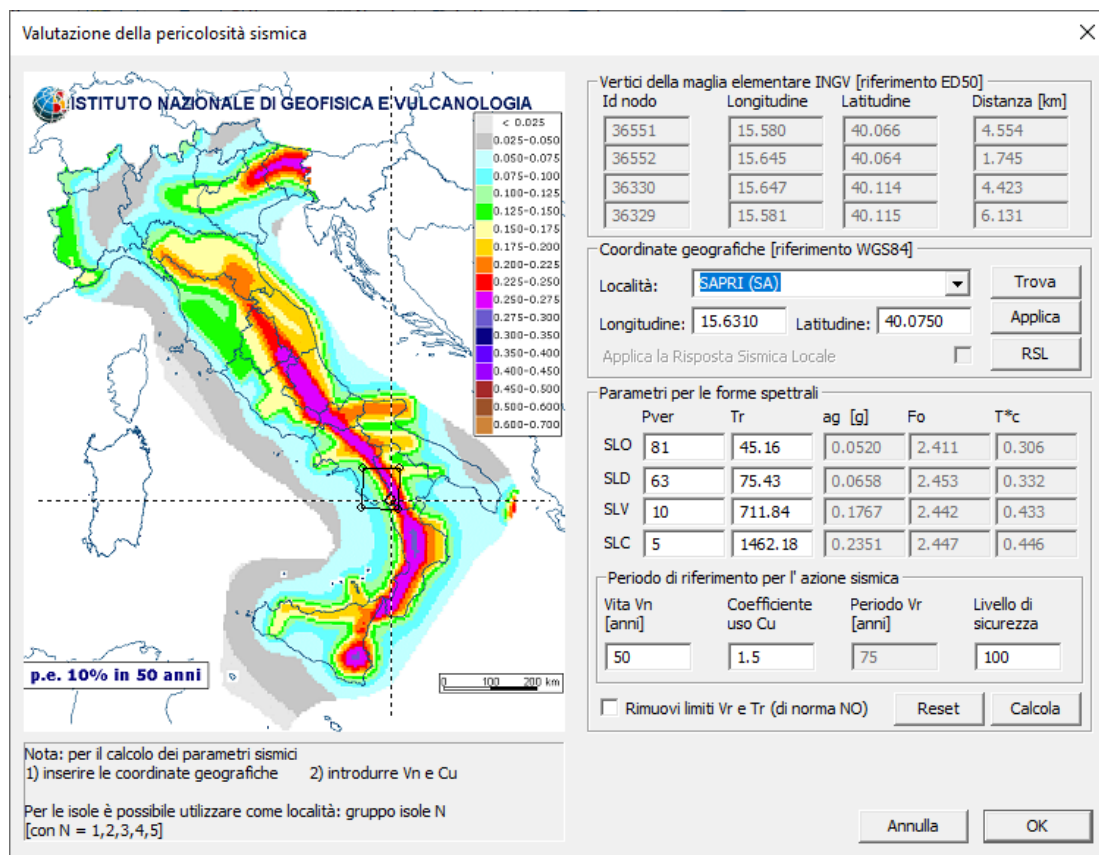 Valutazione della pericolosità sismica
ISTITUTO NAZIONALE DI GEOFISICA E VULCANOLOGIA
< 0.025
0.025-0.050
0.050-0.075
0.075-0.100
0.100-0.125
0.125-0.150
0.150-0.175
0.175-0.200
0.200-0.225
0.225-0.250
0.250-0.275
0.275-0.300
0.300-0.350
0.350-0.400
0.400-0.450
0.450-0.500
0.500-0.600
0.600-0.700
p.e. 10% in 50 anni
0 100 200 km
Nota: per il calcolo dei parametri sismici
1) inserire le coordinate geografiche 2) introdurre Vn e Cu
Per le isole è possibile utilizzare come località: gruppo isole N
[con N = 1,2,3,4,5]
Vertici della maglia elementare INGV [riferimento ED50]
Id nodo Longitudine Latitudine Distanza [km]
36551 15.580 40.066 4.554
36552 15.645 40.064 1.745
36330 15.647 40.114 4.423
36329 15.581 40.115 6.131
Coordinate geografiche [riferimento WGS84]
Località: SAPRI (SA) Trova
Longitudine: 15.6310 Latitudine: 40.0750 Applica
Applica la Risposta Sismica Locale RSL
Parametri per le forme spettrali
Pver Tr ag [g] Fo T*c
SLO 81 45.16 0.0520 2.411 0.306
SLD 63 75.43 0.0658 2.453 0.332
SLV 10 711.84 0.1767 2.442 0.433
SLC 5 1462.18 0.2351 2.447 0.446
Periodo di riferimento per l' azione sismica
Vita Vn Coefficiente Periodo Vr Livello di
[anni] uso Cu [anni] sicurezza
50 1.5 75 100
Rimuovi limiti Vr e Tr (di norma NO) Reset Calcola
Annulla OK